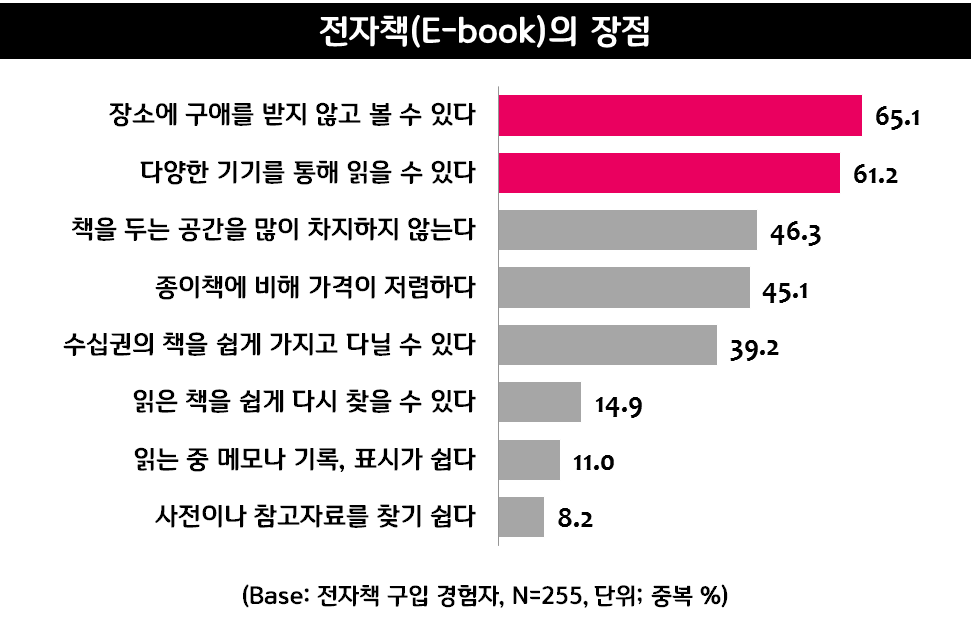 전자책(E-book)의 장점
장소에 구애를 받지 않고 볼 수 있다 65.1
다양한 기기를 통해 읽을 수 있다 61.2
책을 두는 공간을 많이 차지하지 않는다 46.3
종이책에 비해 가격이 저렴하다 45.1
수십권의 책을 쉽게 가지고 다닐 수 있다 39.2
읽은 책을 쉽게 다시 찾을 수 있다 14.9
읽는 중 메모나 기록, 표시가 쉽다 11.0
사전이나 참고자료를 찾기 쉽다 8.2
(Base: 전자책 구입 경험자, N=255, 단위; 중복 %)